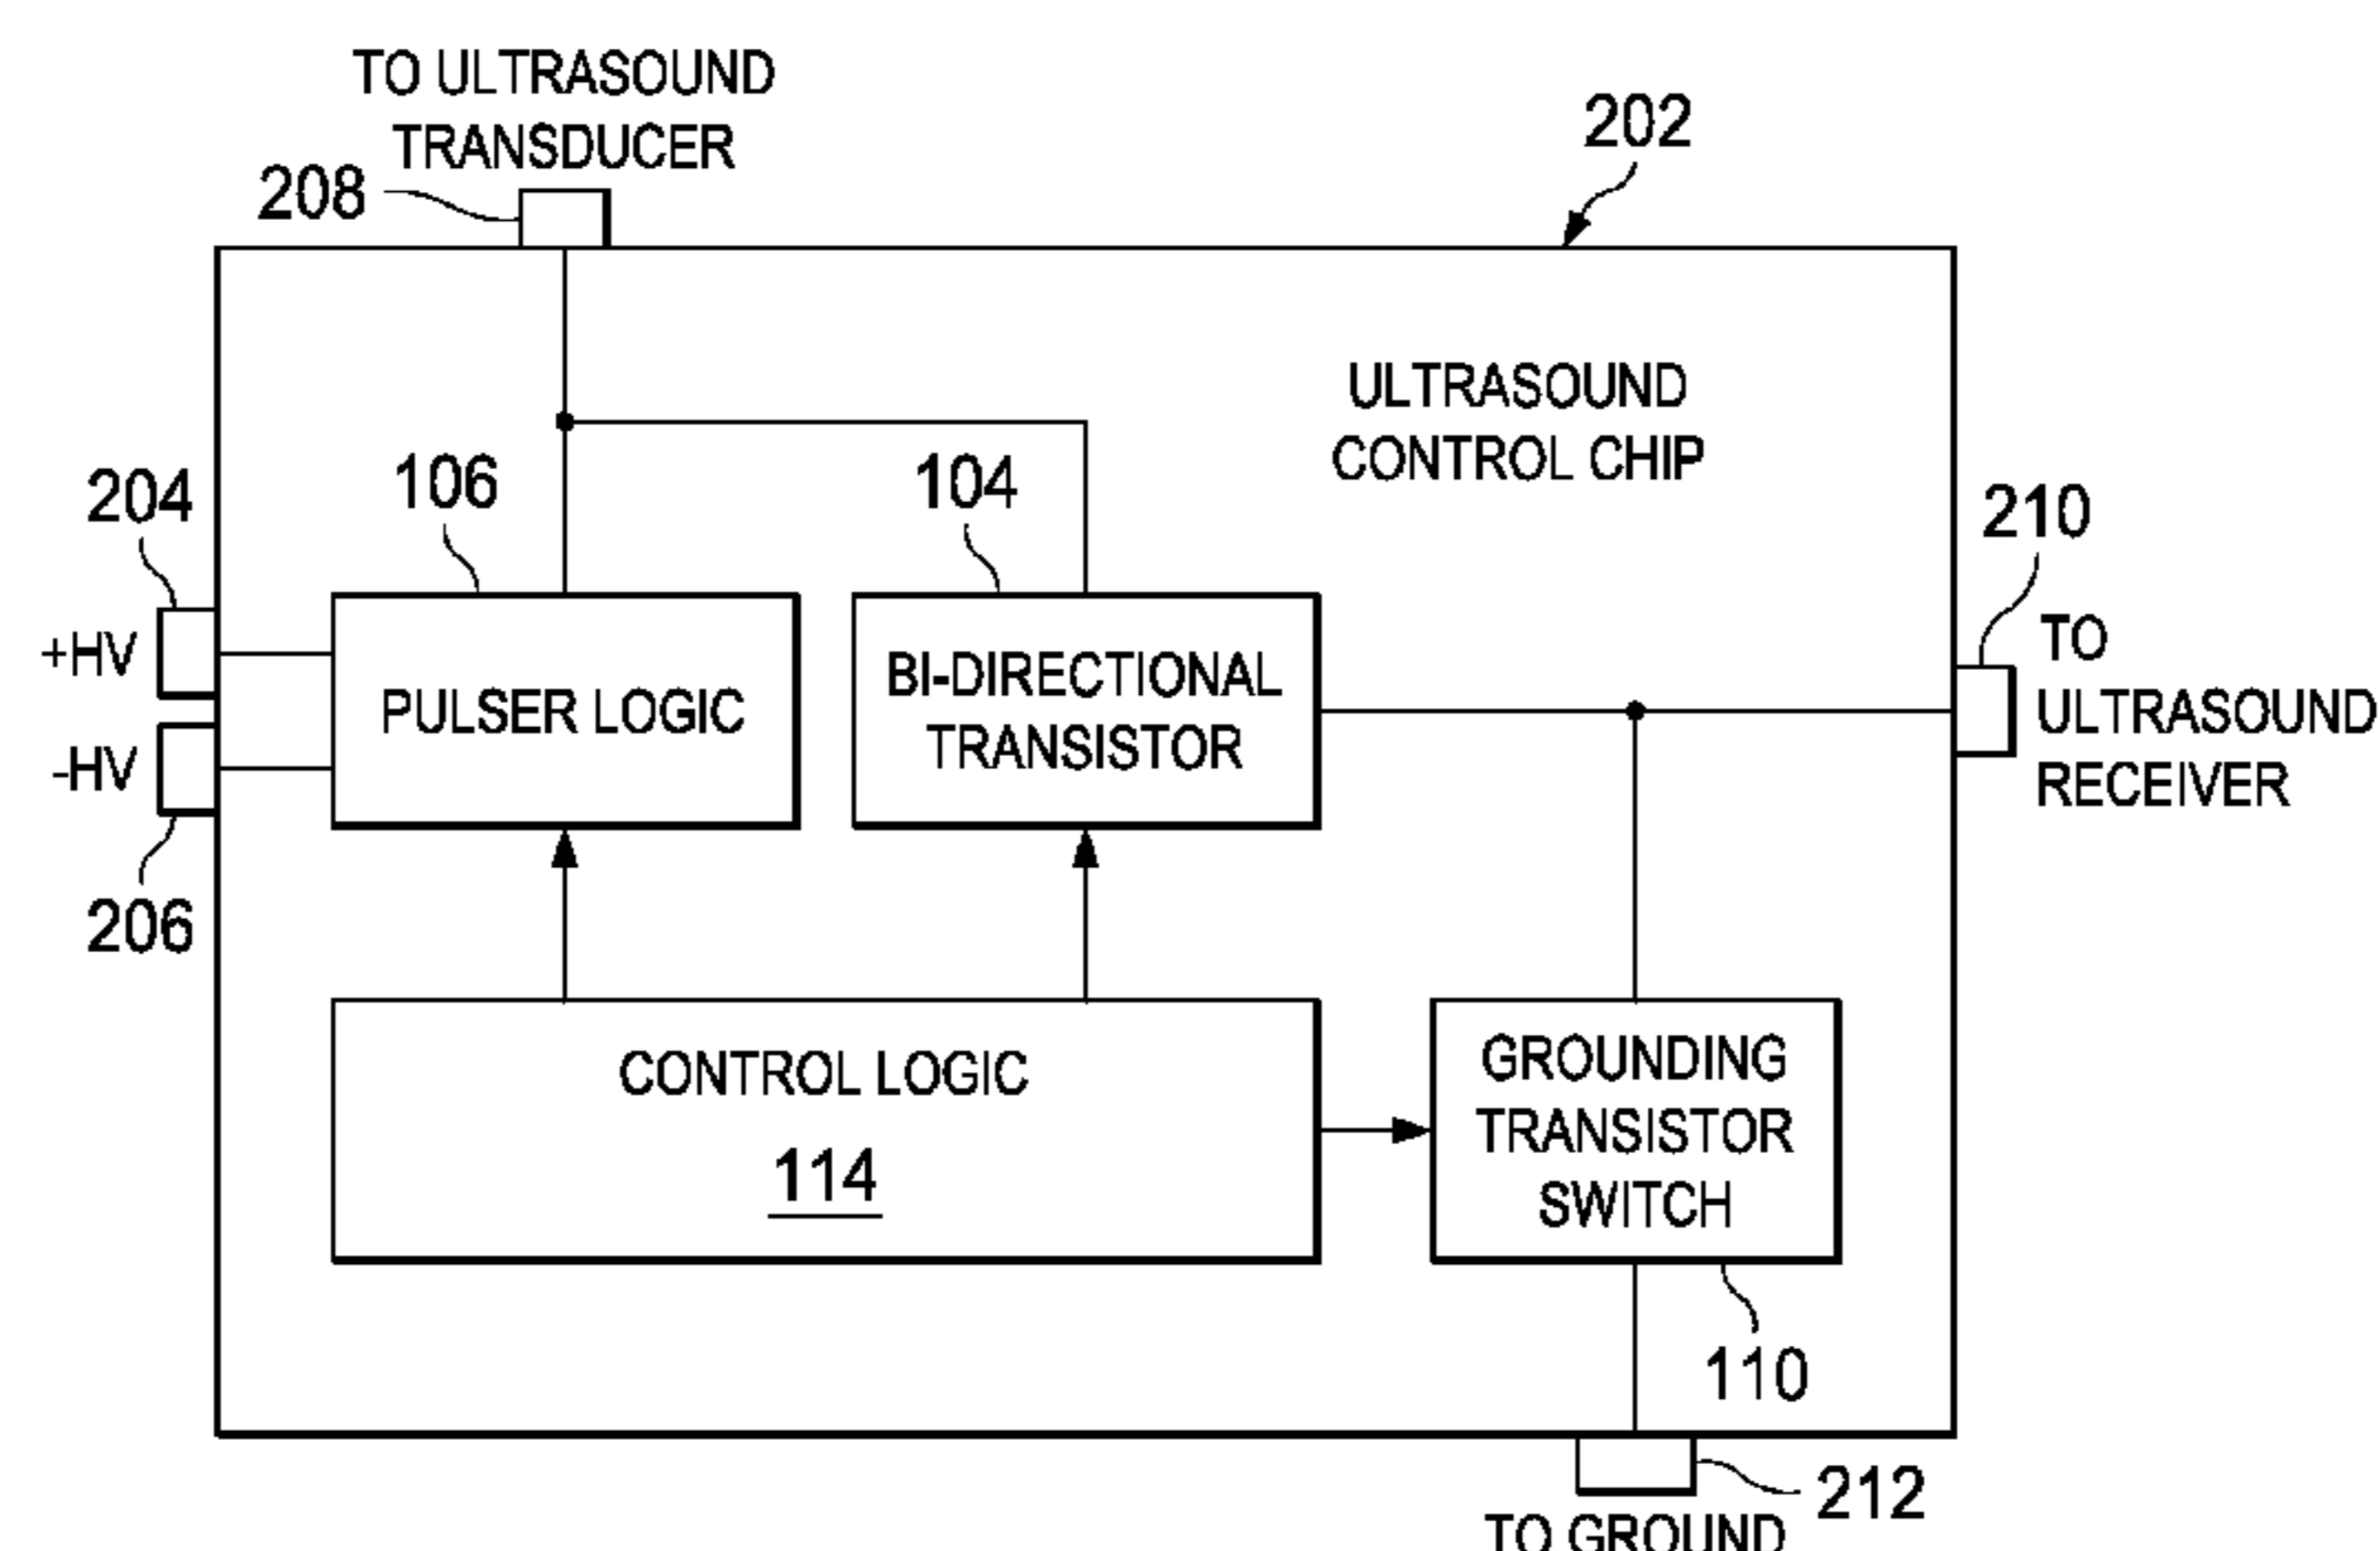 TO ULTRASOUND
TRANSDUCER
208
202
ULTRASOUND
CONTROL CHIP
204
106
104
210
+HV
-HV
206
PULSER LOGIC
BI-DIRECTIONAL
TRANSISTOR
TO
ULTRASOUND
RECEIVER
CONTROL LOGIC
114
GROUNDING
TRANSISTOR
SWITCH
110
212
TO GROUND